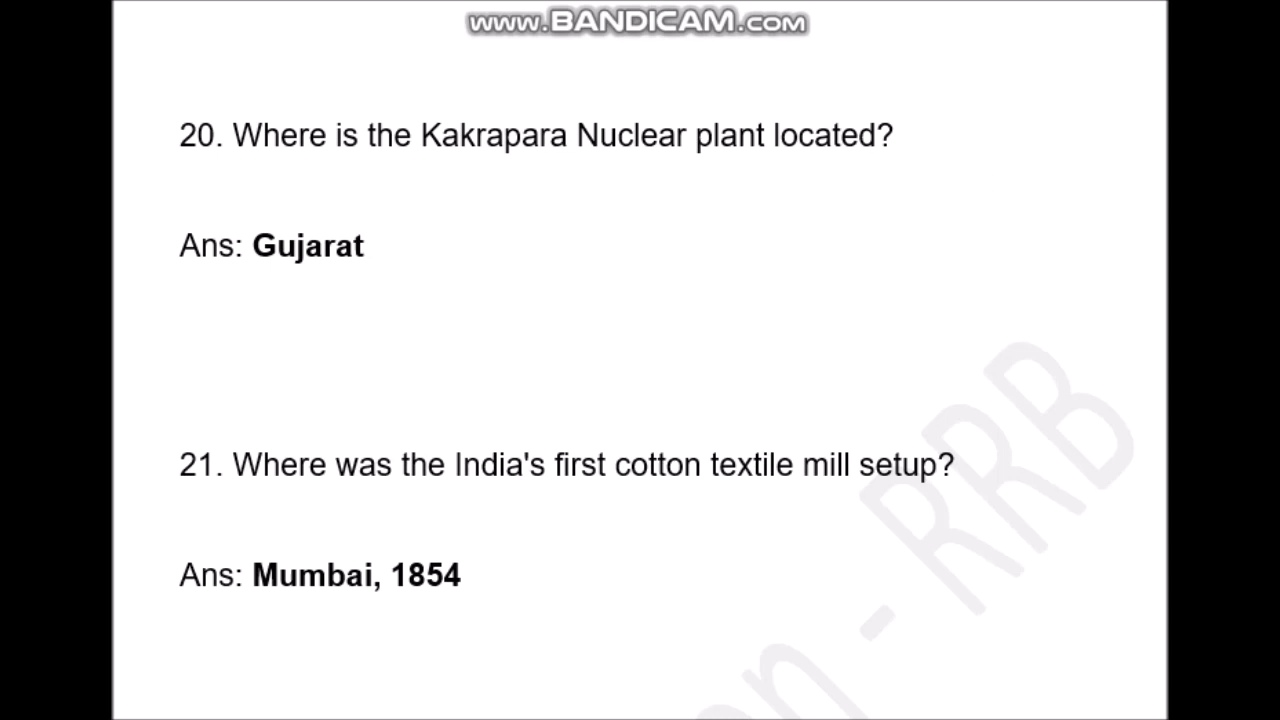 www.BANDICAM.com
20. Where is the Kakrapara Nuclear plant located?
Ans: Gujarat
21. Where was the India's first cotton textile mill setup?
Ans: Mumbai, 1854
- RRB